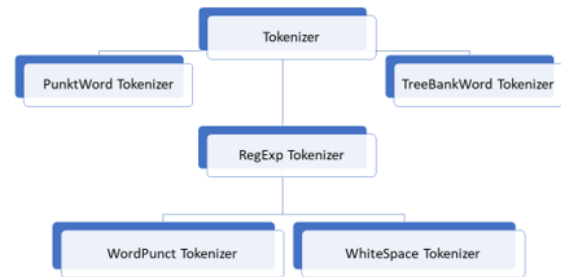 Tokenizer
PunktWord Tokenizer
TreeBankWord Tokenizer
RegExp Tokenizer
WordPunct Tokenizer
WhiteSpace Tokenizer